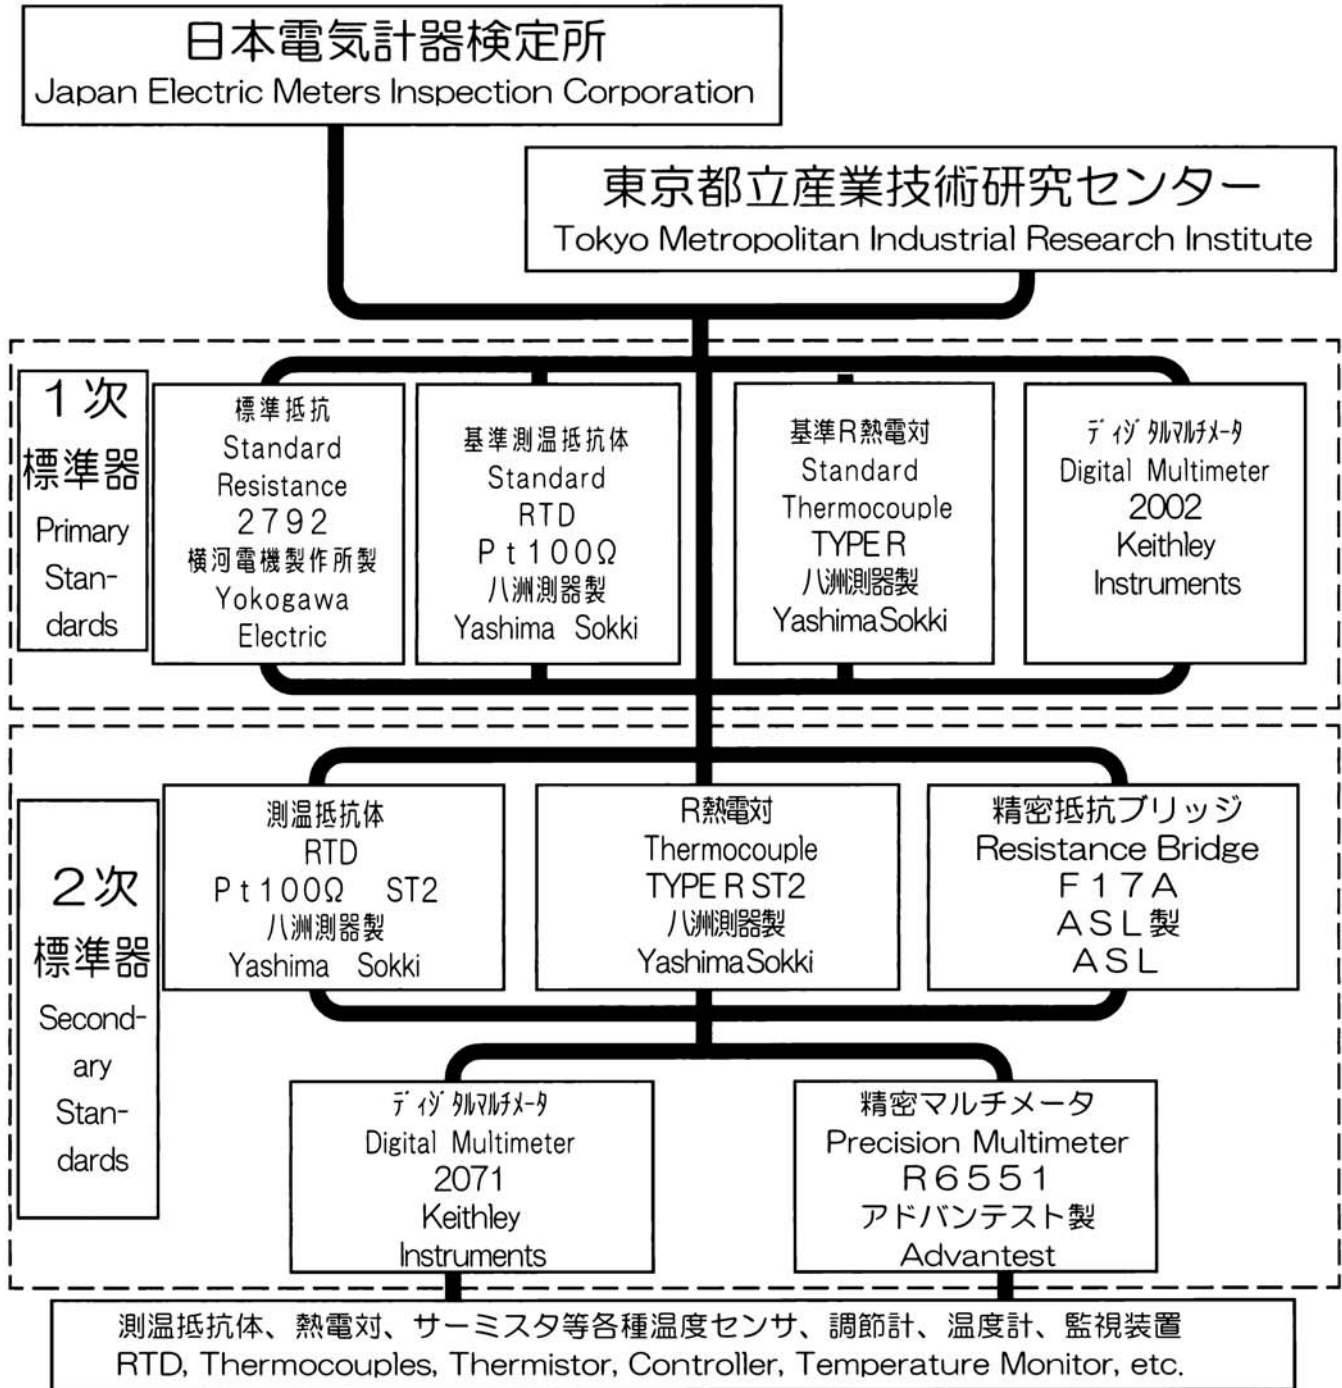 日本電気計器検定所
Japan Electric Meters Inspection Corporation
東京都立産業技術研究センター
Tokyo Metropolitan Industrial Research Institute
1次
標準器
Primary
Stan-
dards
標準抵抗
Standard
Resistance
2792
横河電機製作所製
Yokogawa
Electric
基準測温抵抗体
Standard
RTD
Pt100Ω
八洲測器製
Yashima Sokki
基準R熱電対
Standard
Thermocouple
TYPE R
八洲測器製
Yashima Sokki
ディジタルマルチメータ
Digital Multimeter
2002
Keithley
Instruments
2次
標準器
Second-
ary
Stan-
dards
測温抵抗体
RTD
Pt100Ω ST2
八洲測器製
Yashima Sokki
R熱電対
Thermocouple
TYPE R ST2
八洲測器製
Yashima Sokki
精密抵抗ブリッジ
Resistance Bridge
F17A
ASL製
ASL
ディジタルマルチメータ
Digital Multimeter
2071
Keithley
Instruments
精密マルチメータ
Precision Multimeter
R6551
アドバンテスト製
Advantest
測温抵抗体、熱電対、サーミスタ等各種温度センサ、調節計、温度計、監視装置
RTD, Thermocouples, Thermistor, Controller, Temperature Monitor, etc.